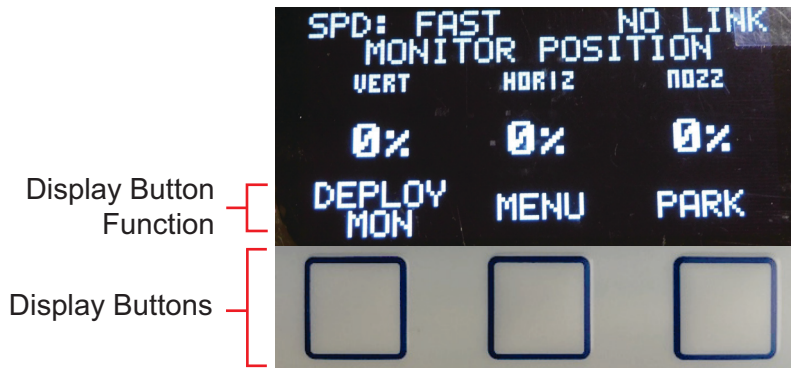 SPD: FAST NO LINK
MONITOR POSITION
VERT HORIZ NOZZ
0% 0% 0%
Display Button
Function
DEPLOY
MON
MENU PARK
Display Buttons